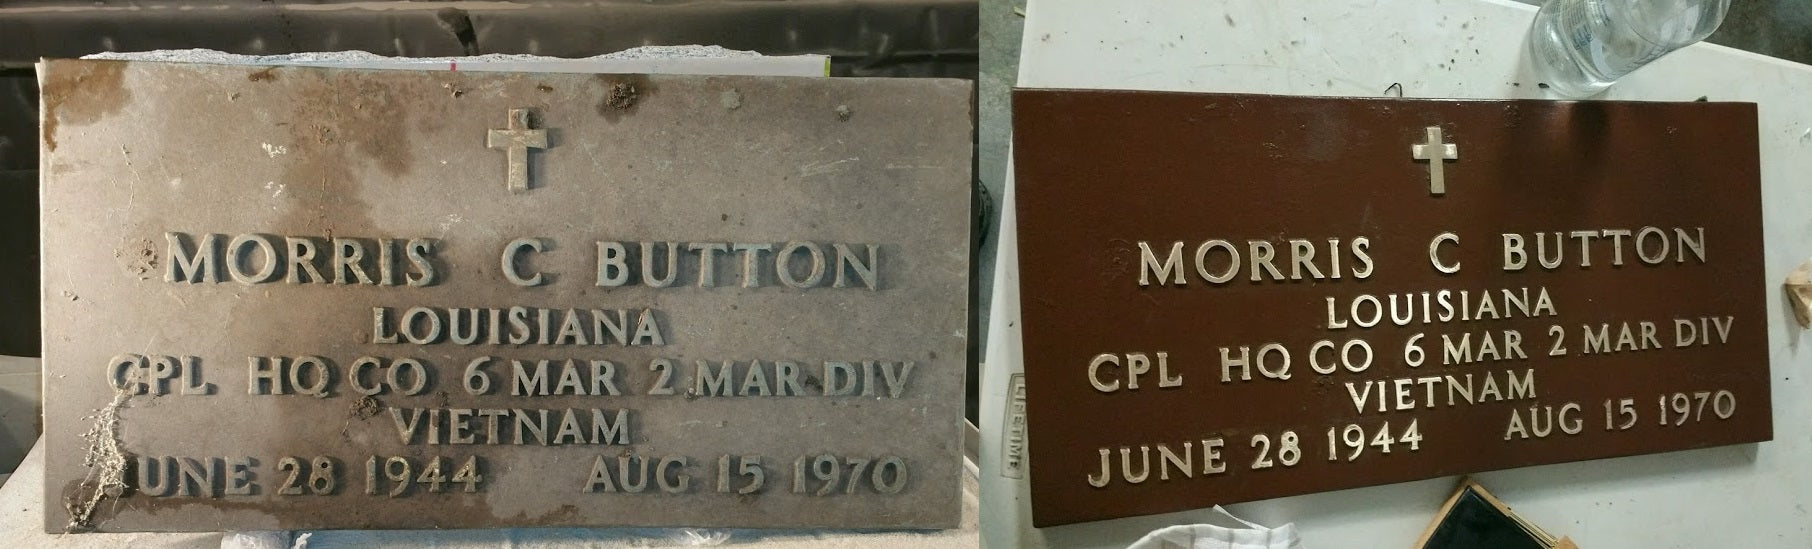 MORRIS C BUTTON
LOUISIANA
CPL HQ CO 6 MAR 2 MAR DIV
VIETNAM
JUNE 28 1944 AUG 15 1970
MORRIS C BUTTON
LOUISIANA
CPL HQ CO 6 MAR 2 MAR DIV
VIETNAM
JUNE 28 1944 AUG 15 1970
LIFETIME